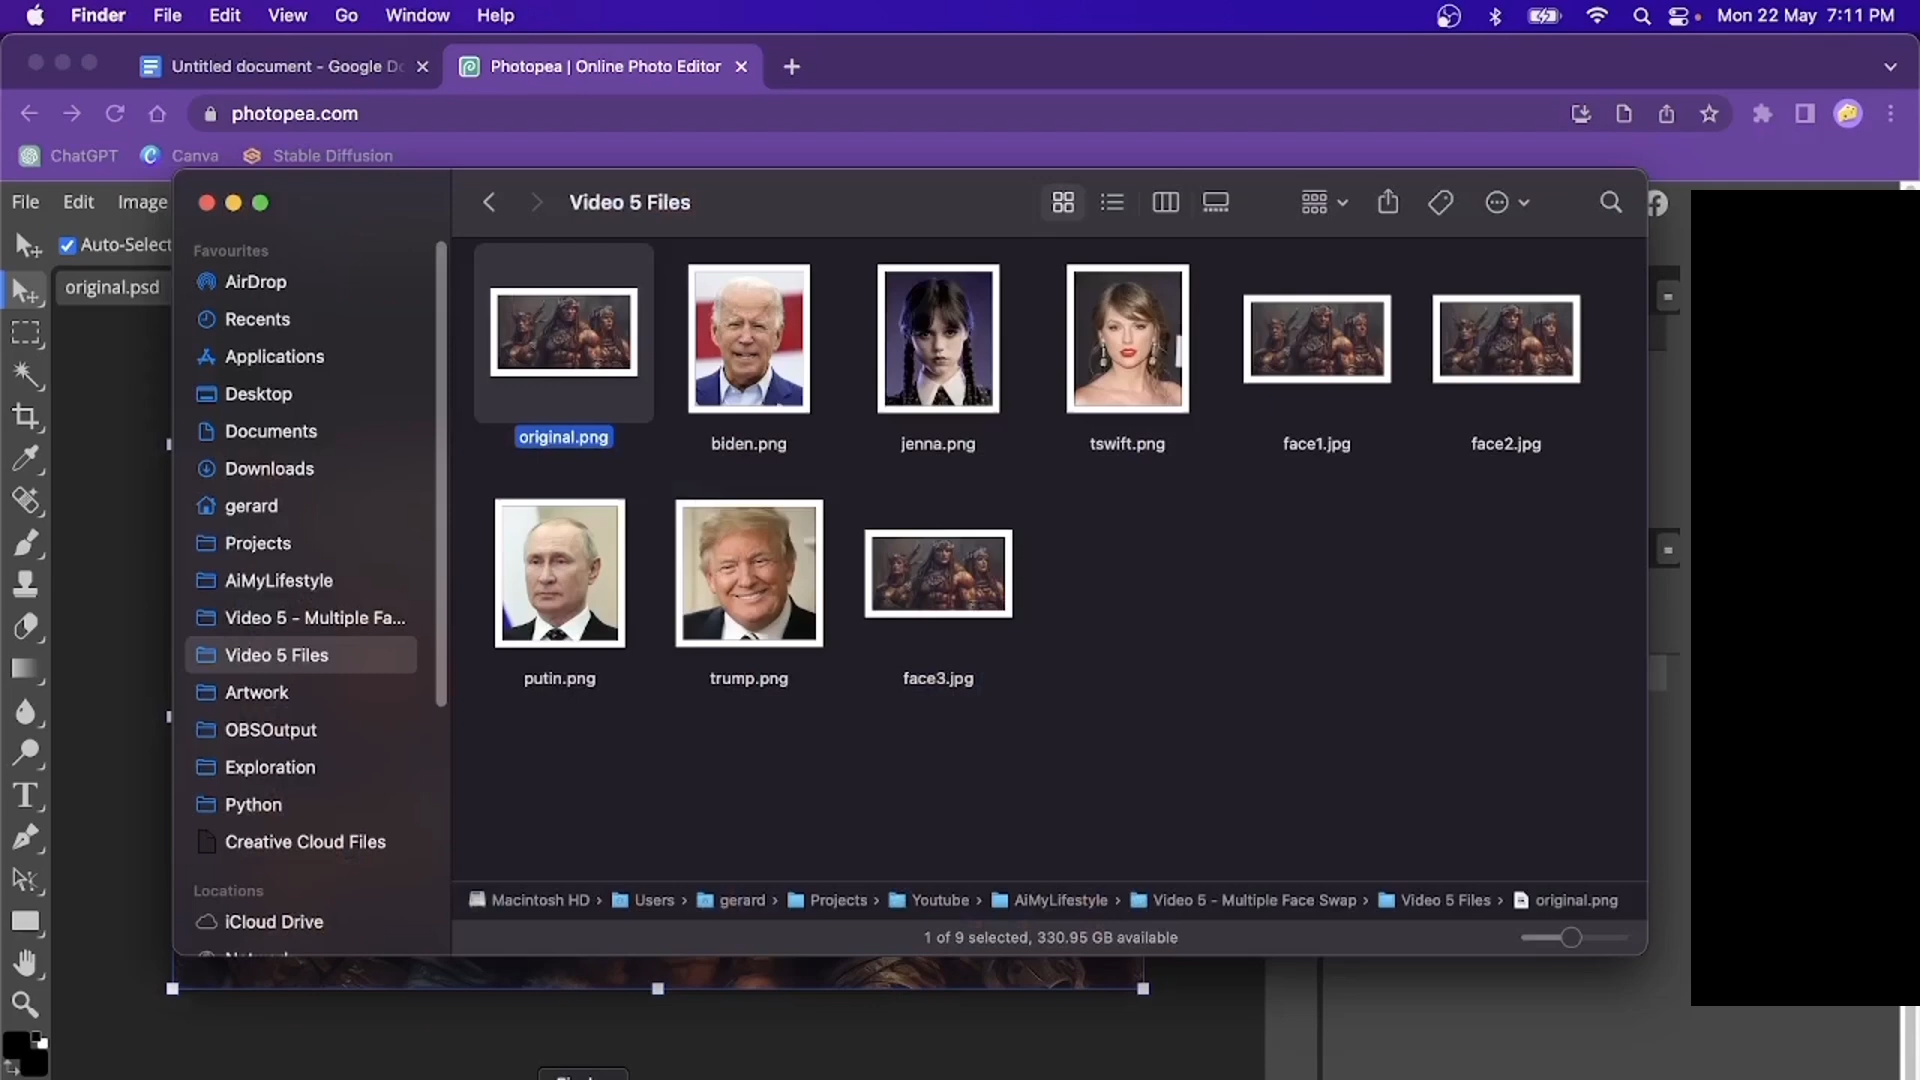 Finder File Edit View Go Window Help Mon 22 May 7:11 PM
Untitled document - Google Do Photopea | Online Photo Editor
photopea.com
ChatGPT Canva Stable Diffusion
File Edit Image
Video 5 Files
Auto-Select
original.psd
Favourites
AirDrop
Recents
Applications
Desktop
Documents
Downloads
gerard
Projects
AiMyLifestyle
Video 5 - Multiple Fa...
Video 5 Files
Artwork
OBSOutput
Exploration
Python
Creative Cloud Files
Locations
iCloud Drive
original.png biden.png jenna.png tswift.png face1.jpg face2.jpg
putin.png trump.png face3.jpg
Macintosh HD › Users › gerard › Projects › Youtube › AiMyLifestyle › Video 5 - Multiple Face Swap › Video 5 Files › original.png
1 of 9 selected, 330.95 GB available